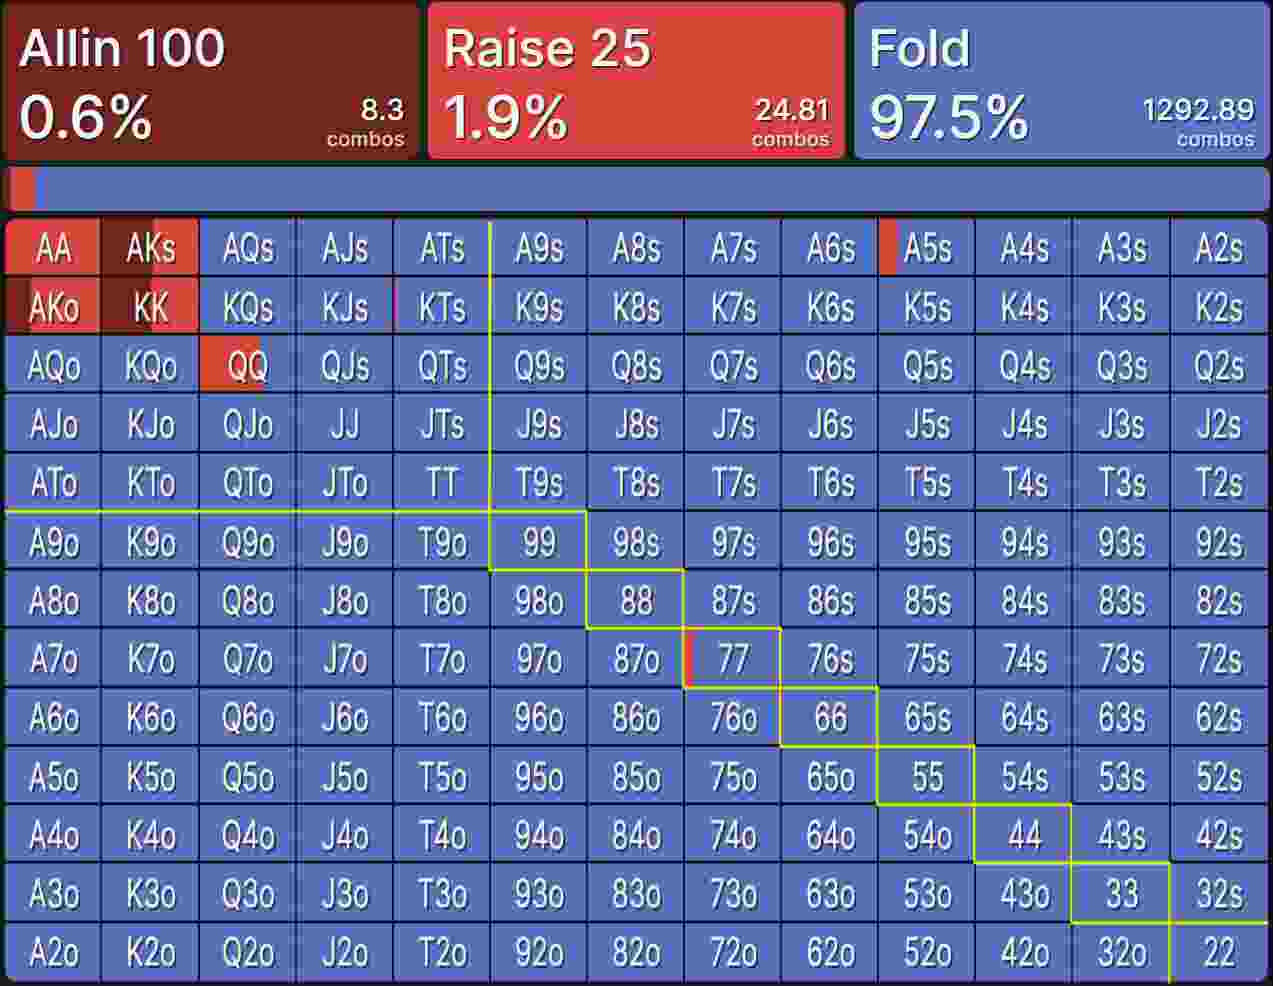 Allin 100
0.6%
8.3
combos
Raise 25
1.9%
24.81
combos
Fold
97.5%
1292.89
combos
AA AKs AQs AJs ATs A9s A8s A7s A6s A5s A4s A3s A2s
AKo KK KQs KJs KTs K9s K8s K7s K6s K5s K4s K3s K2s
AQo KQo QQ QJs QTs Q9s Q8s Q7s Q6s Q5s Q4s Q3s Q2s
AJo KJo QJo JJ JTs J9s J8s J7s J6s J5s J4s J3s J2s
ATo KTo QTo JTo TT T9s T8s T7s T6s T5s T4s T3s T2s
A9o K9o Q9o J9o T9o 99 98s 97s 96s 95s 94s 93s 92s
A8o K8o Q8o J8o T8o 98o 88 87s 86s 85s 84s 83s 82s
A7o K7o Q7o J7o T7o 97o 87o 77 76s 75s 74s 73s 72s
A6o K6o Q6o J6o T6o 96o 86o 76o 66 65s 64s 63s 62s
A5o K5o Q5o J5o T5o 95o 85o 75o 65o 55 54s 53s 52s
A4o K4o Q4o J4o T4o 94o 84o 74o 64o 54o 44 43s 42s
A3o K3o Q3o J3o T3o 93o 83o 73o 63o 53o 43o 33 32s
A2o K2o Q2o J2o T2o 92o 82o 72o 62o 52o 42o 32o 22